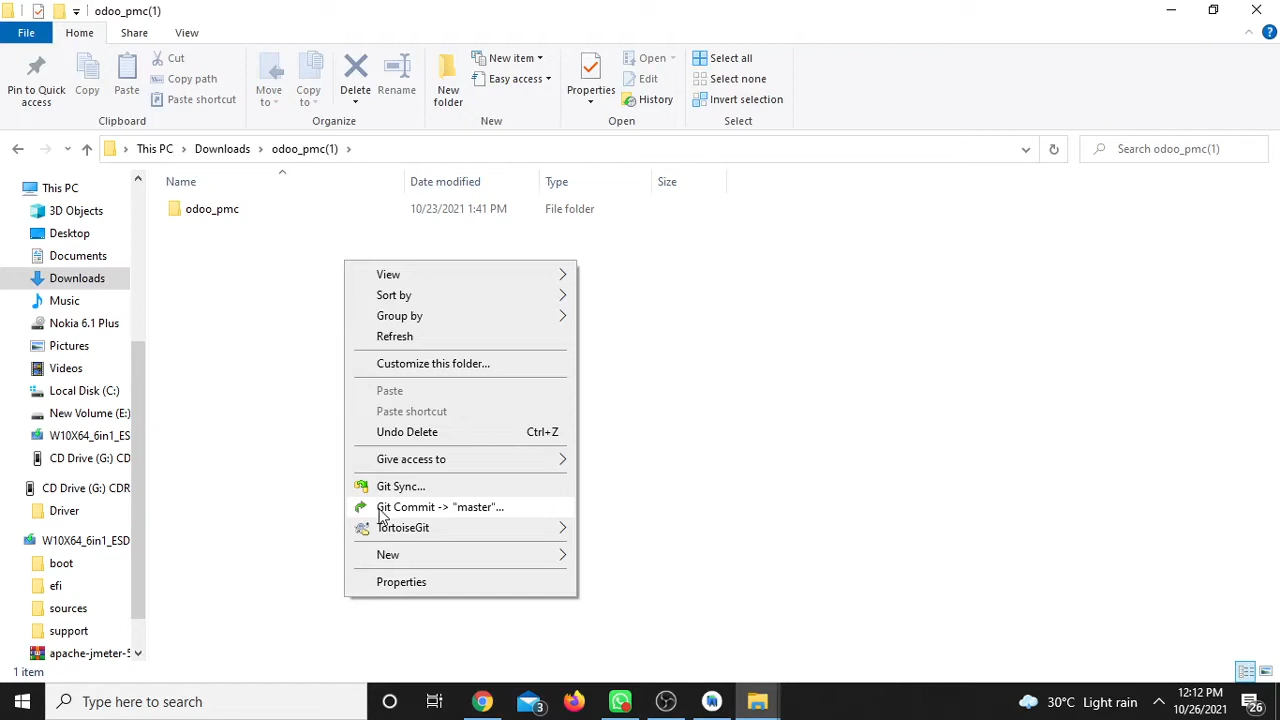 odoo_pmc(1)
File Home Share View
Pin to Quick access
Copy
Paste
Cut
Copy path
Paste shortcut
Clipboard
Move to
Copy to
Delete
Rename
Organize
New folder
New item
Easy access
New
Properties
Open
Edit
History
Open
Select all
Select none
Invert selection
Select
This PC Downloads odoo_pmc(1)
Search odoo_pmc(1)
Name Date modified Type Size
odoo_pmc 10/23/2021 1:41 PM File folder
This PC
3D Objects
Desktop
Documents
Downloads
Music
Nokia 6.1 Plus
Pictures
Videos
Local Disk (C:)
New Volume (E:)
W10X64_6in1_ES
CD Drive (G:) CD
CD Drive (G:) CDR
Driver
W10X64_6in1_ESD
boot
efi
sources
support
apache-jmeter-5
View
Sort by
Group by
Refresh
Customize this folder...
Paste
Paste shortcut
Undo Delete Ctrl+Z
Give access to
Git Sync...
Git Commit -> "master"...
TortoiseGit
New
Properties
1 item
Type here to search
3
30°C Light rain
12:12 PM
10/26/2021
26